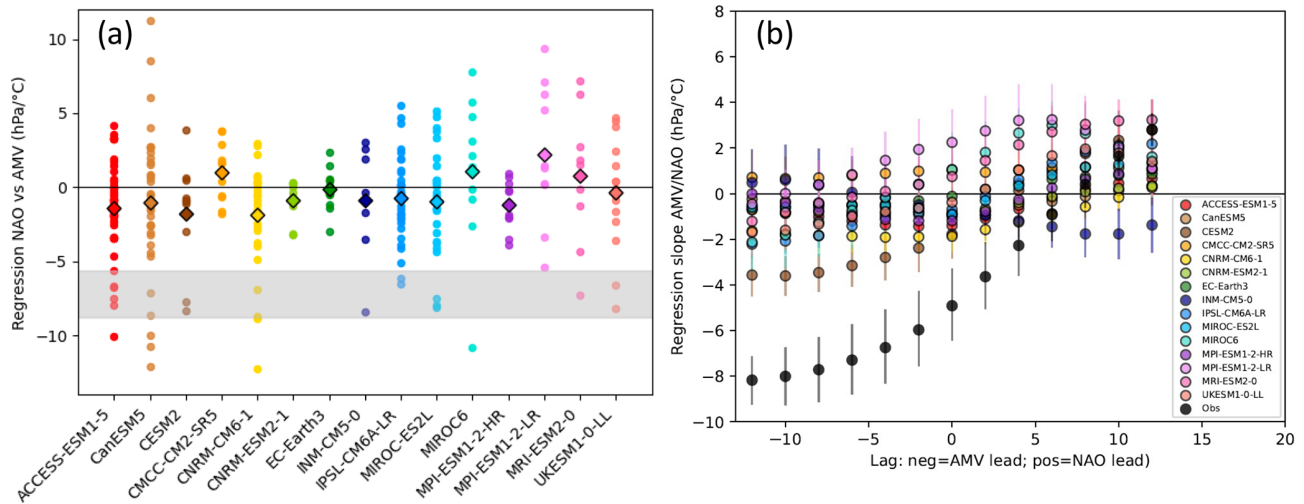 (a)
Regression NAO vs AMV (hPa/°C)
10
5
0
−5
−10
ACCESS-ESM1-5
CanESM5
CESM2
CMCC-CM2-SR5
CNRM-CM6-1
CNRM-ESM2-1
EC-Earth3
INM-CM5-0
IPSL-CM6A-LR
MIROC-ES2L
MIROC6
MPI-ESM1-2-HR
MPI-ESM1-2-LR
MRI-ESM2-0
UKESM1-0-LL
(b)
Regression slope AMV/NAO (hPa/°C)
8
6
4
2
0
−2
−4
−6
−8
−10
−10
−5
0
5
10
15
20
Lag: neg=AMV lead; pos=NAO lead)
ACCESS-ESM1-5
CanESM5
CESM2
CMCC-CM2-SR5
CNRM-CM6-1
CNRM-ESM2-1
EC-Earth3
INM-CM5-0
IPSL-CM6A-LR
MIROC-ES2L
MIROC6
MPI-ESM1-2-HR
MPI-ESM1-2-LR
MRI-ESM2-0
UKESM1-0-LL
Obs